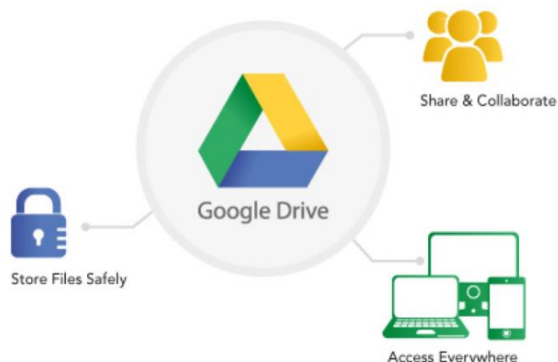 Share & Collaborate
Google Drive
Store Files Safely
Access Everywhere